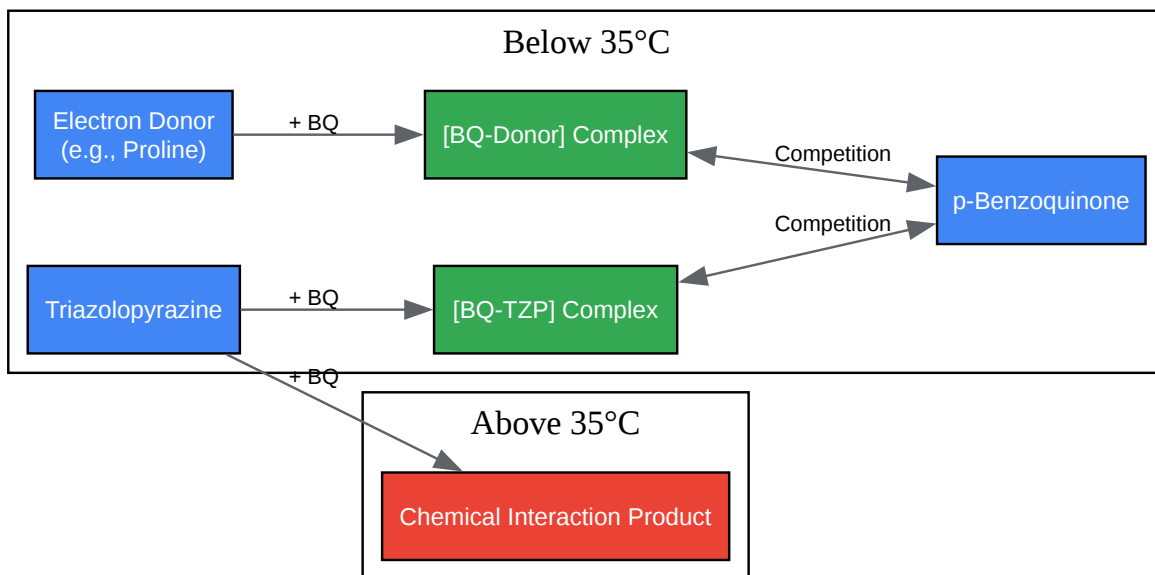 Below 35°C
Electron Donor
(e.g., Proline)
+ BQ
[BQ-Donor] Complex
Competition
p-Benzoquinone
Competition
Triazolopyrazine
+ BQ
[BQ-TZP] Complex
+ BQ
Above 35°C
Chemical Interaction Product